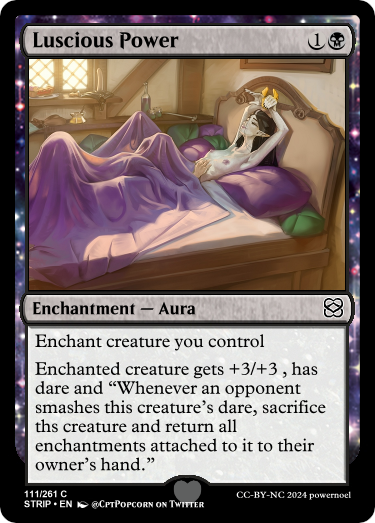 Luscious Power 1
Enchantment — Aura
Enchant creature you control
Enchanted creature gets +3/+3 , has
dare and “Whenever an opponent
smashes this creature’s dare, sacrifice
ths creature and return all
enchantments attached to it to their
owner’s hand.”
111/261 C
STRIP • EN @CptPopcorn on Twitter
CC-BY-NC 2024 powernoel